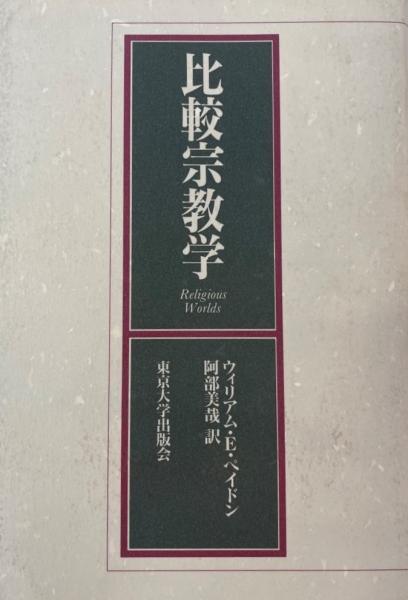 比較宗教学
Religious
Worlds
ウィリアム・E・ペイドン
阿部美哉 訳
東京大学出版会